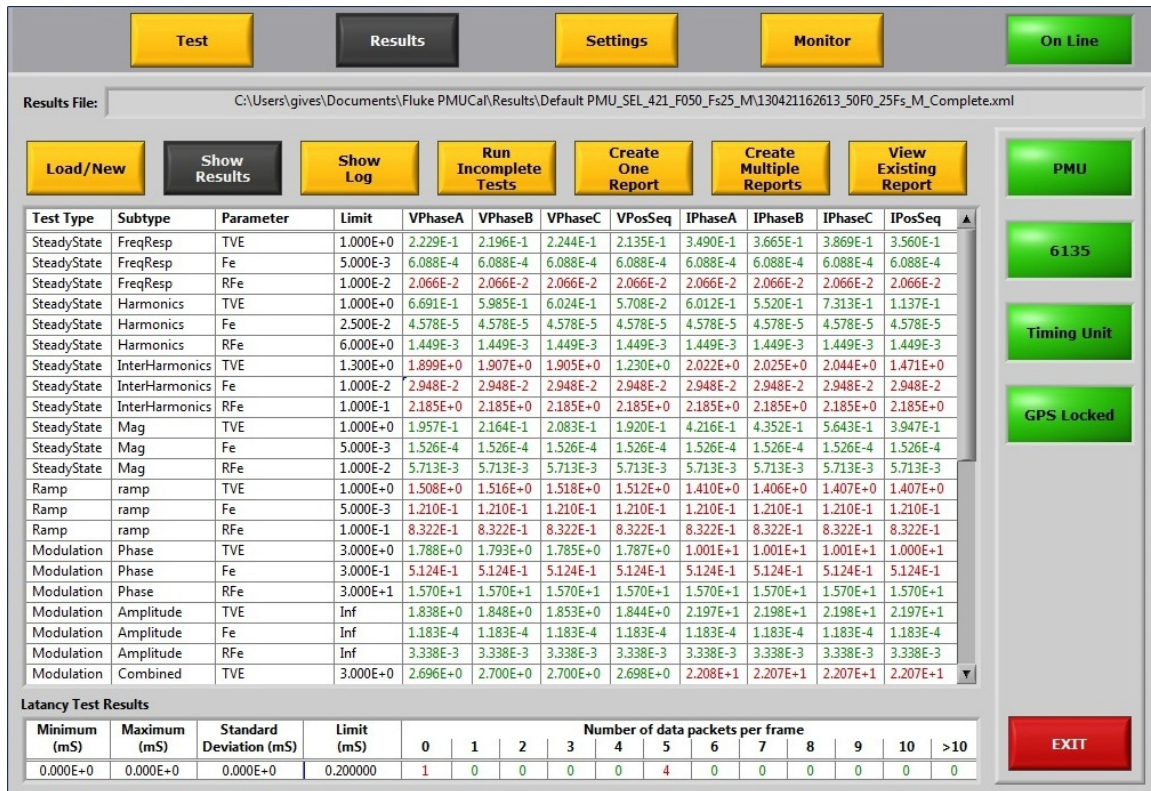 Test Results Settings Monitor On Line
Results File: C:\Users\gives\Documents\Fluke PMUCal\Results\Default PMU_SEL_421_F050_Fs25_M\130421162613_50F0_25Fs_M_Complete.xml
Load/New
Show
Results
Show
Log
Run
Incomplete
Tests
Create
One
Report
Create
Multiple
Reports
View
Existing
Report
PMU
6135
Timing Unit
GPS Locked
Test Type Subtype Parameter Limit VPhaseA VPhaseB VPhaseC VPosSeq IPhaseA IPhaseB IPhaseC IPosSeq
SteadyState FreqResp TVE 1.000E+0 2.229E-1 2.196E-1 2.244E-1 2.135E-1 3.490E-1 3.665E-1 3.869E-1 3.560E-1
SteadyState FreqResp Fe 5.000E-3 6.088E-4 6.088E-4 6.088E-4 6.088E-4 6.088E-4 6.088E-4 6.088E-4 6.088E-4
SteadyState FreqResp RFe 1.000E-2 2.066E-2 2.066E-2 2.066E-2 2.066E-2 2.066E-2 2.066E-2 2.066E-2 2.066E-2
SteadyState Harmonics TVE 1.000E+0 6.691E-1 5.985E-1 6.024E-1 5.708E-2 6.012E-1 5.520E-1 7.313E-1 1.137E-1
SteadyState Harmonics Fe 2.500E-2 4.578E-5 4.578E-5 4.578E-5 4.578E-5 4.578E-5 4.578E-5 4.578E-5 4.578E-5
SteadyState Harmonics RFe 6.000E+0 1.449E-3 1.449E-3 1.449E-3 1.449E-3 1.449E-3 1.449E-3 1.449E-3 1.449E-3
SteadyState InterHarmonics TVE 1.300E+0 1.899E+0 1.907E+0 1.905E+0 1.230E+0 2.022E+0 2.025E+0 2.044E+0 1.471E+0
SteadyState InterHarmonics Fe 1.000E-2 2.948E-2 2.948E-2 2.948E-2 2.948E-2 2.948E-2 2.948E-2 2.948E-2 2.948E-2
SteadyState InterHarmonics RFe 1.000E-1 2.185E+0 2.185E+0 2.185E+0 2.185E+0 2.185E+0 2.185E+0 2.185E+0 2.185E+0
SteadyState Mag TVE 1.000E+0 1.957E-1 2.164E-1 2.083E-1 1.920E-1 4.216E-1 4.352E-1 5.643E-1 3.947E-1
SteadyState Mag Fe 5.000E-3 1.526E-4 1.526E-4 1.526E-4 1.526E-4 1.526E-4 1.526E-4 1.526E-4 1.526E-4
SteadyState Mag RFe 1.000E-2 5.713E-3 5.713E-3 5.713E-3 5.713E-3 5.713E-3 5.713E-3 5.713E-3 5.713E-3
Ramp ramp TVE 1.000E+0 1.508E+0 1.516E+0 1.518E+0 1.512E+0 1.410E+0 1.406E+0 1.407E+0 1.407E+0
Ramp ramp Fe 5.000E-3 1.210E-1 1.210E-1 1.210E-1 1.210E-1 1.210E-1 1.210E-1 1.210E-1 1.210E-1
Ramp ramp RFe 1.000E-1 8.322E-1 8.322E-1 8.322E-1 8.322E-1 8.322E-1 8.322E-1 8.322E-1 8.322E-1
Modulation Phase TVE 3.000E+0 1.788E+0 1.793E+0 1.785E+0 1.787E+0 1.001E+1 1.001E+1 1.001E+1 1.000E+1
Modulation Phase Fe 3.000E-1 5.124E-1 5.124E-1 5.124E-1 5.124E-1 5.124E-1 5.124E-1 5.124E-1 5.124E-1
Modulation Phase RFe 3.000E+1 1.570E+1 1.570E+1 1.570E+1 1.570E+1 1.570E+1 1.570E+1 1.570E+1 1.570E+1
Modulation Amplitude TVE Inf 1.838E+0 1.848E+0 1.853E+0 1.844E+0 2.197E+1 2.198E+1 2.198E+1 2.197E+1
Modulation Amplitude Fe Inf 1.183E-4 1.183E-4 1.183E-4 1.183E-4 1.183E-4 1.183E-4 1.183E-4 1.183E-4
Modulation Amplitude RFe Inf 3.338E-3 3.338E-3 3.338E-3 3.338E-3 3.338E-3 3.338E-3 3.338E-3 3.338E-3
Modulation Combined TVE 3.000E+0 2.696E+0 2.700E+0 2.700E+0 2.698E+0 2.208E+1 2.207E+1 2.207E+1 2.207E+1
Latancy Test Results
Minimum Maximum Standard Limit Number of data packets per frame
(mS) (mS) Deviation (mS) (mS) 0 1 2 3 4 5 6 7 8 9 10 >10
0.000E+0 0.000E+0 0.000E+0 0.200000 1 0 0 0 0 4 0 0 0 0 0 0
EXIT